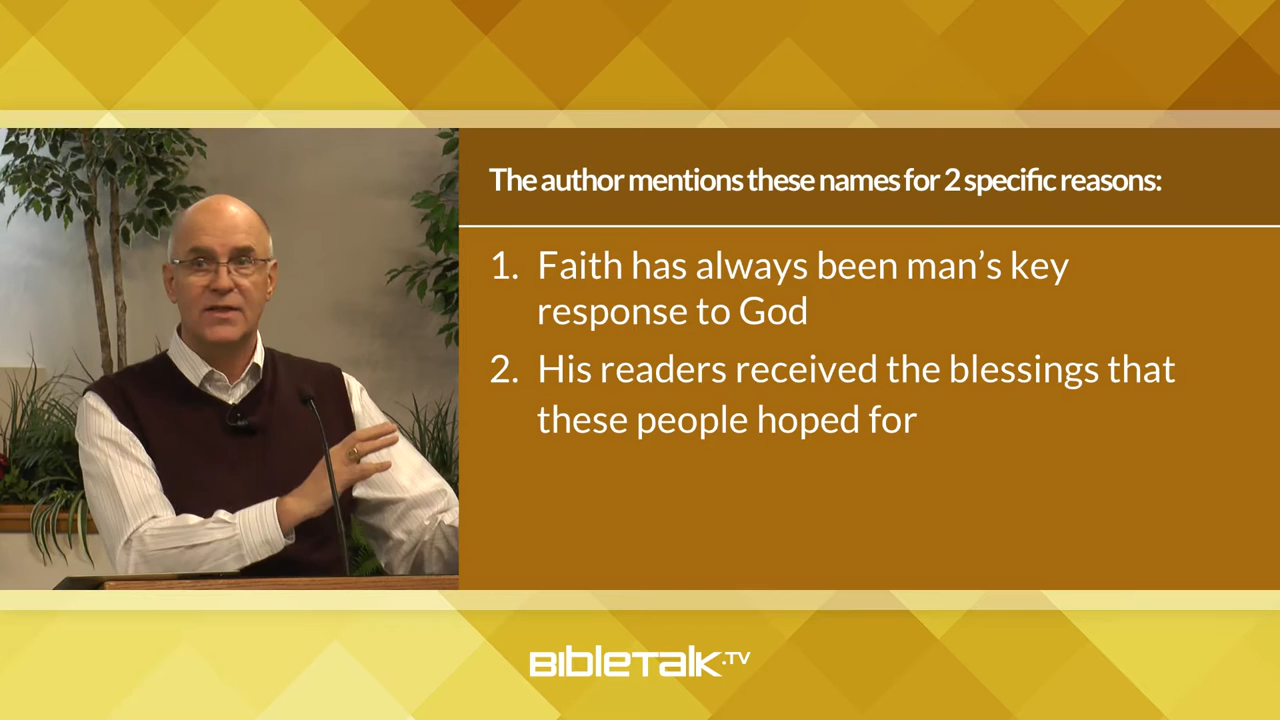 The author mentions these names for 2 specific reasons:
1. Faith has always been man’s key
response to God
2. His readers received the blessings that
these people hoped for
BIBLETALK.TV